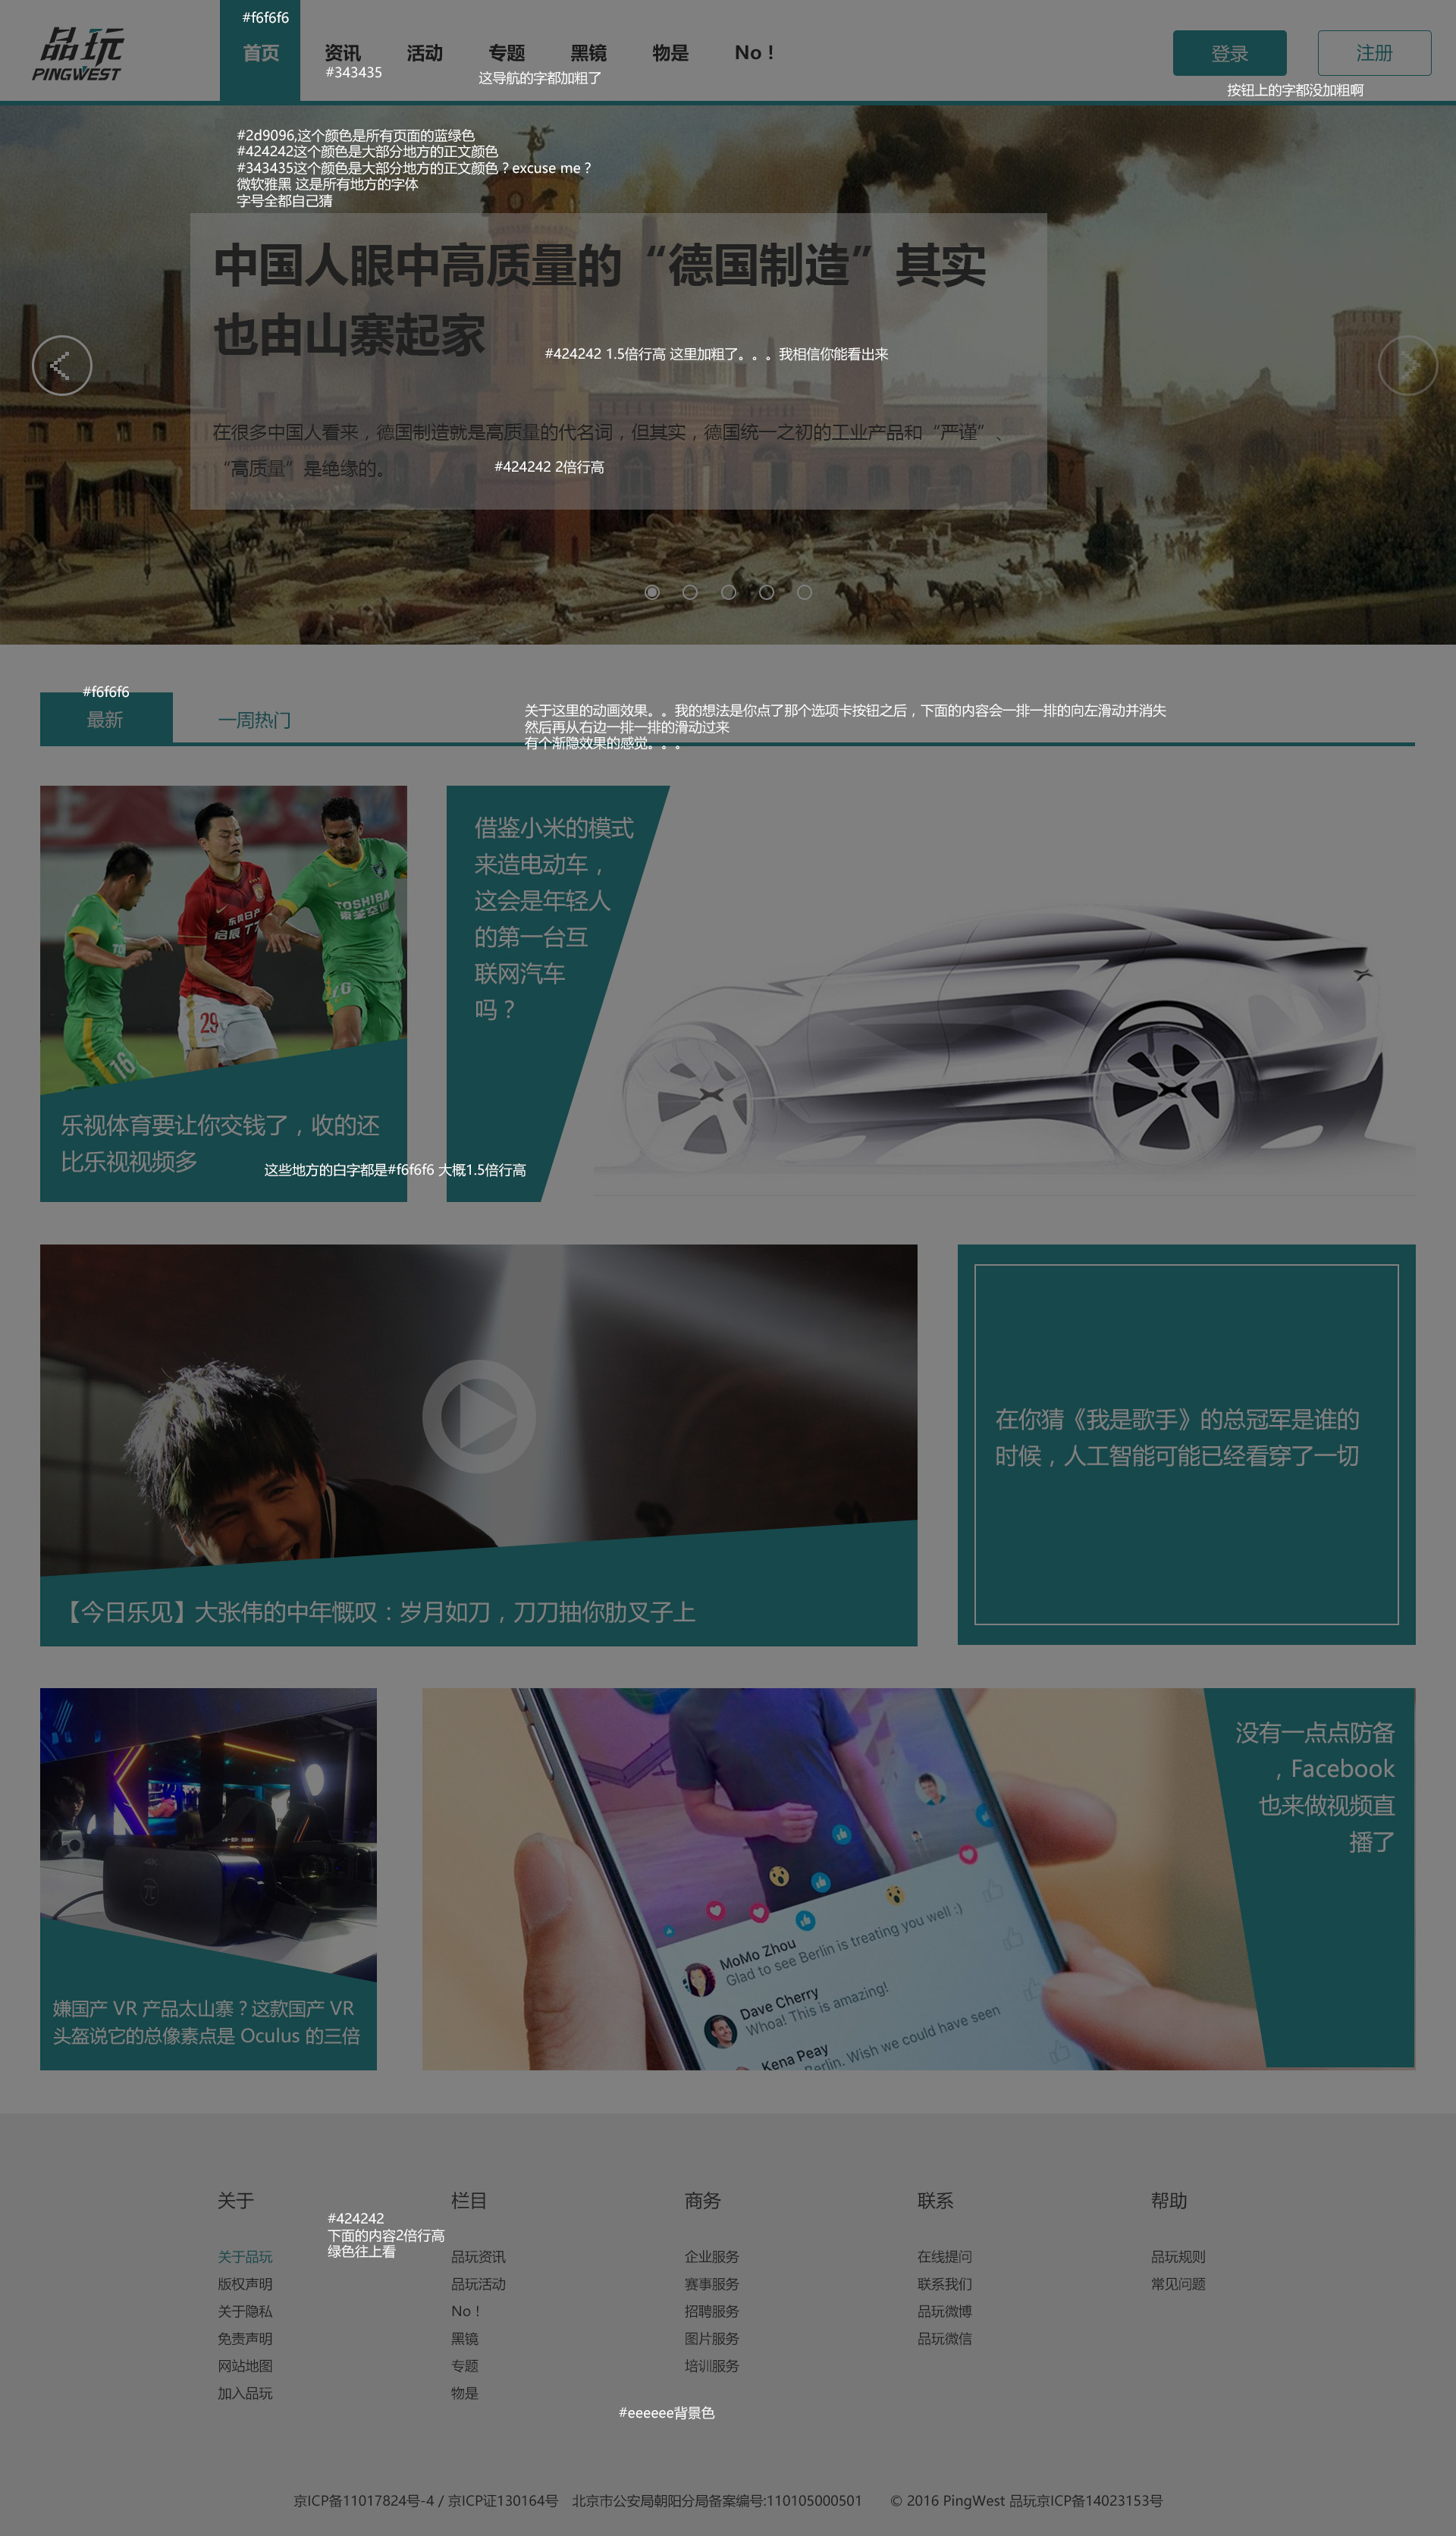 品玩
PINGWEST
#f6f6f6
首页 资讯 活动 专题 黑镜 物是 No！
#343435
这导航的字都加粗了
登录 注册
按钮上的字都没加粗啊
#2d9096,这个颜色是所有页面的蓝绿色
#424242这个颜色是大部分地方的正文颜色
#343435这个颜色是大部分地方的正文颜色？excuse me？
微软雅黑 这是所有地方的字体
字号全都自己猜
中国人眼中高质量的“德国制造”其实
也由山寨起家
#424242 1.5倍行高 这里加粗了。。。我相信你能看出来
在很多中国人看来，德国制造就是高质量的代名词，但其实，德国统一之初的工业产品和“严谨”、
“高质量”是绝缘的。
#424242 2倍行高
#f6f6f6
最新 一周热门
关于这里的动画效果。。我的想法是你点了那个选项卡按钮之后，下面的内容会一排一排的向左滑动并消失
然后再从右边一排一排的滑动过来
有个渐隐效果的感觉。。。
TOSHIBA
东风日产
启辰 T7
29
16
借鉴小米的模式
来造电动车，
这会是年轻人
的第一台互
联网汽车
吗？
乐视体育要让你交钱了，收的还
比乐视视频多
这些地方的白字都是#f6f6f6 大概1.5倍行高
【今日乐见】大张伟的中年慨叹：岁月如刀，刀刀抽你肋叉子上
在你猜《我是歌手》的总冠军是谁的
时候，人工智能可能已经看穿了一切
嫌国产 VR 产品太山寨？这款国产 VR
头盔说它的总像素点是 Oculus 的三倍
没有一点点防备
，Facebook
也来做视频直
播了
MoMo Zhou
Glad to see Berlin is treating you well :)
Dave Cherry
Whoa! This is amazing!
Kena Peay
Berlin. Wish we could have seen
关于 栏目 商务 联系 帮助
#424242
下面的内容2倍行高
绿色往上看
关于品玩 品玩资讯 企业服务 在线提问 品玩规则
版权声明 品玩活动 赛事服务 联系我们 常见问题
关于隐私 No！ 招聘服务 品玩微博
免责声明 黑镜 图片服务 品玩微信
网站地图 专题 培训服务
加入品玩 物是
#eeeeee背景色
京ICP备11017824号-4 / 京ICP证130164号 北京市公安局朝阳分局备案编号:110105000501 © 2016 PingWest 品玩京ICP备14023153号